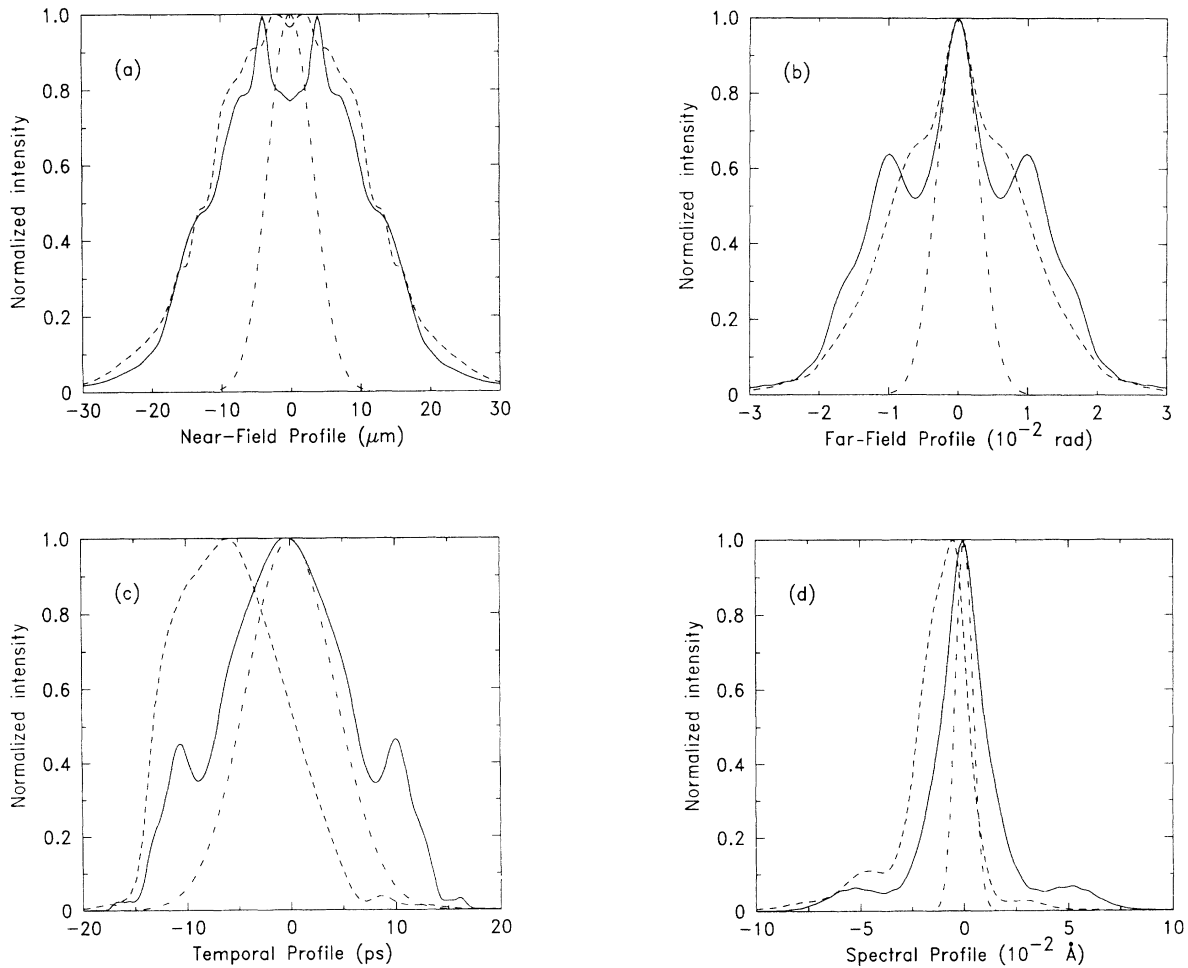 (a)
Normalized intensity
1.0
0.8
0.6
0.4
0.2
0
-30 -20 -10 0 10 20 30
Near-Field Profile (μm)
(b)
Normalized intensity
1.0
0.8
0.6
0.4
0.2
0
-3 -2 -1 0 1 2 3
Far-Field Profile (10⁻² rad)
(c)
Normalized intensity
1.0
0.8
0.6
0.4
0.2
0
-20 -10 0 10 20
Temporal Profile (ps)
(d)
Normalized intensity
1.0
0.8
0.6
0.4
0.2
0
-10 -5 0 5 10
Spectral Profile (10⁻² Å)